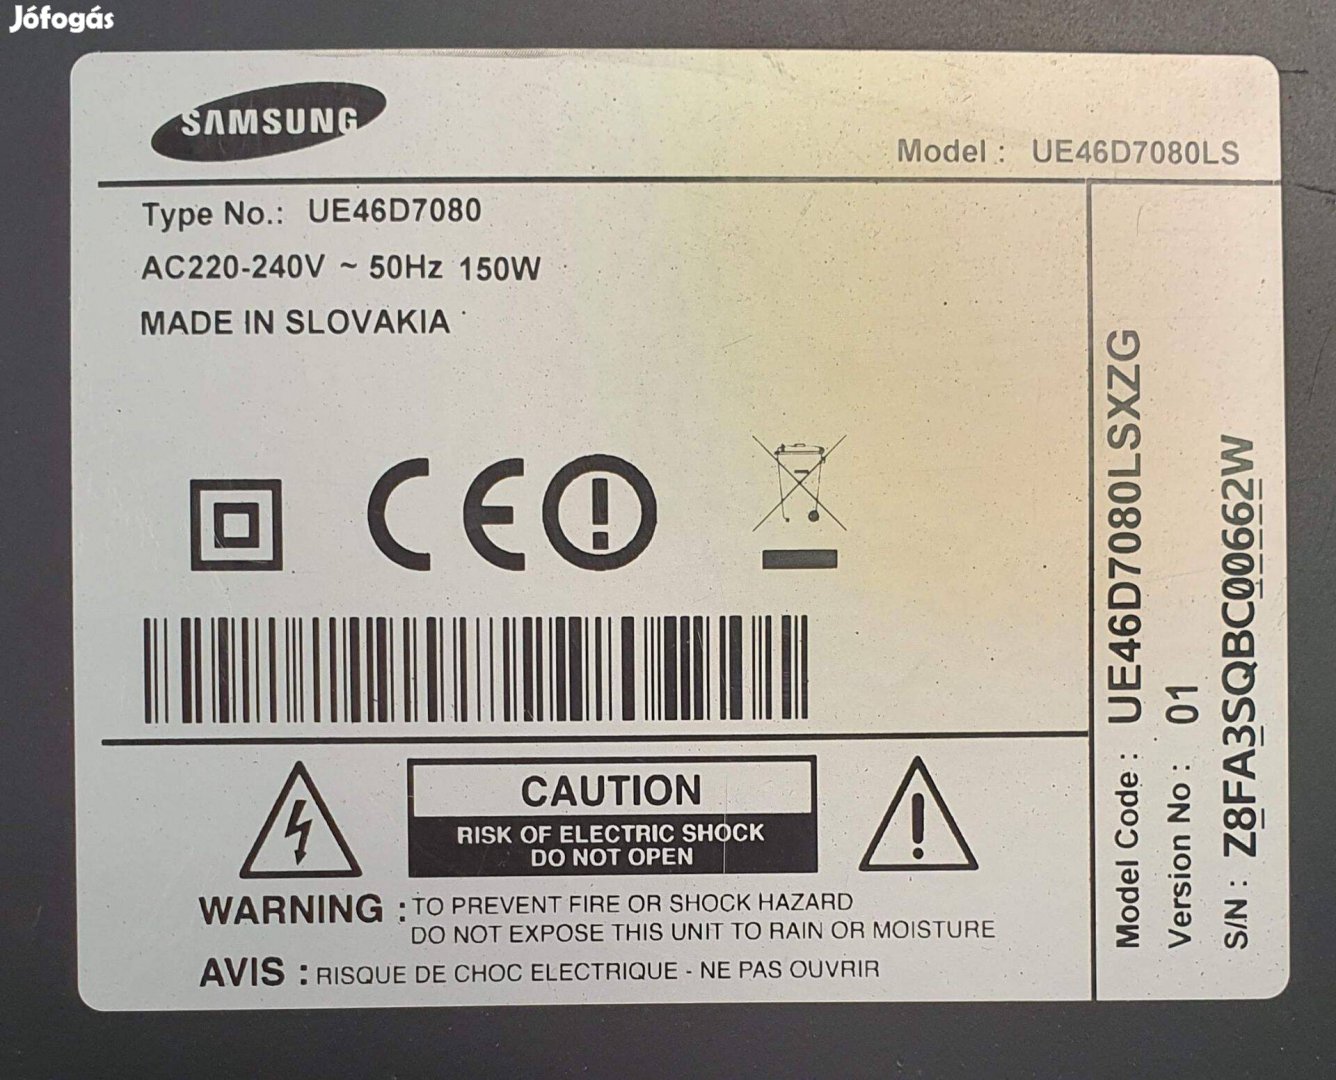 Jófogás
SAMSUNG
Model : UE46D7080LS
Type No.: UE46D7080
AC220-240V ~ 50Hz 150W
MADE IN SLOVAKIA
CE
CAUTION
RISK OF ELECTRIC SHOCK
DO NOT OPEN
WARNING : TO PREVENT FIRE OR SHOCK HAZARD
DO NOT EXPOSE THIS UNIT TO RAIN OR MOISTURE
AVIS : RISQUE DE CHOC ELECTRIQUE - NE PAS OUVRIR
Model Code : UE46D7080LSXZG
Version No : 01
S/N : Z8FA3SQBC00662W